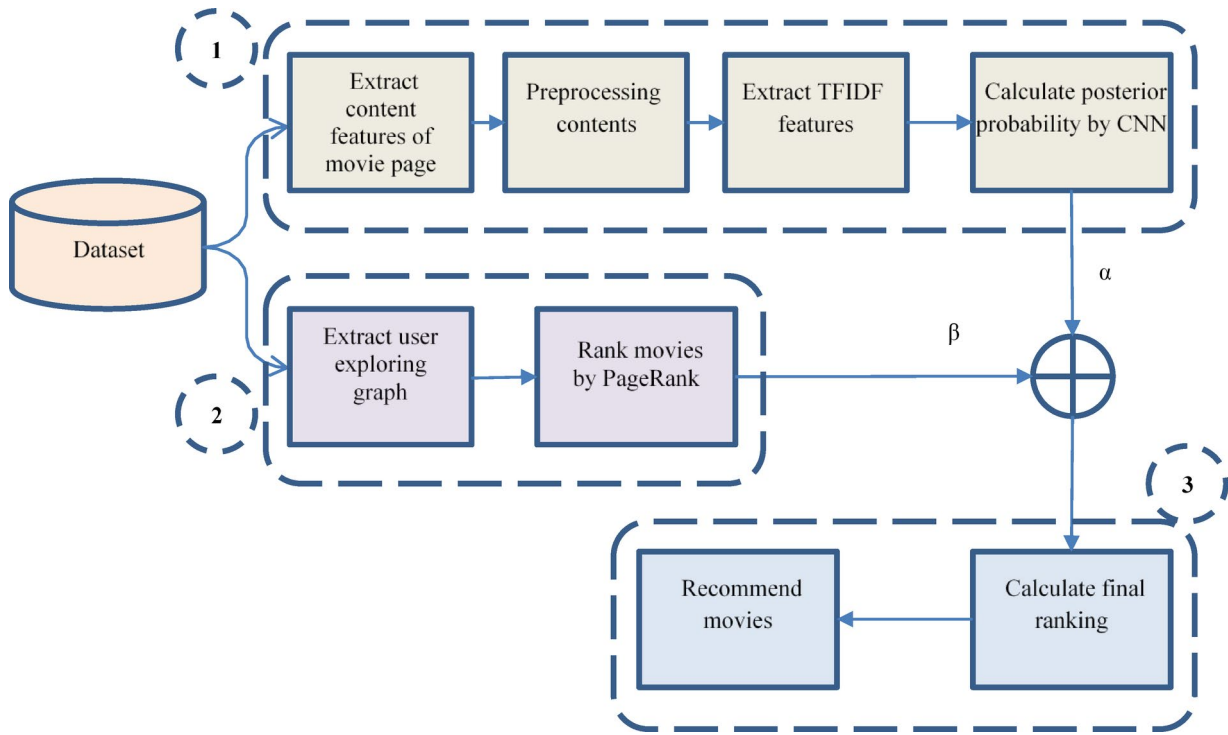 1
Extract
content
features of
movie page
Preprocessing
contents
Extract TFIDF
features
Calculate posterior
probability by CNN
Dataset
α
β
Extract user
exploring
graph
Rank movies
by PageRank
2
3
Recommend
movies
Calculate final
ranking